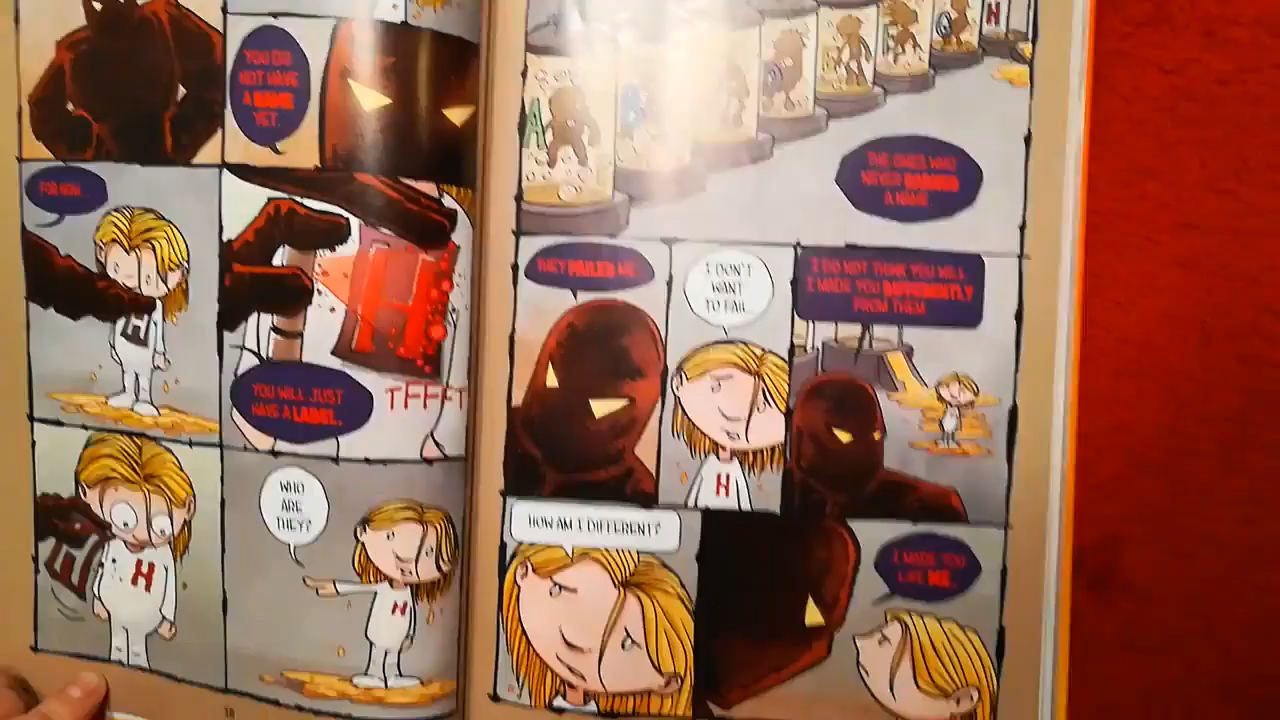 YOU DO
NOT HAVE
A NAME
YET.
FOR NOW...
H
H
YOU WILL JUST
HAVE A LABEL.
TFFFT
H
H
WHO
ARE
THEY?
H
18
A
B
D
G
H
THE ONES WHO
NEVER EARNED
A NAME.
THEY FAILED ME.
I DON'T
WANT
TO FAIL.
H
I DO NOT THINK YOU WILL.
I MADE YOU DIFFERENTLY
FROM THEM.
HOW AM I DIFFERENT?
I MADE YOU
LIKE ME.